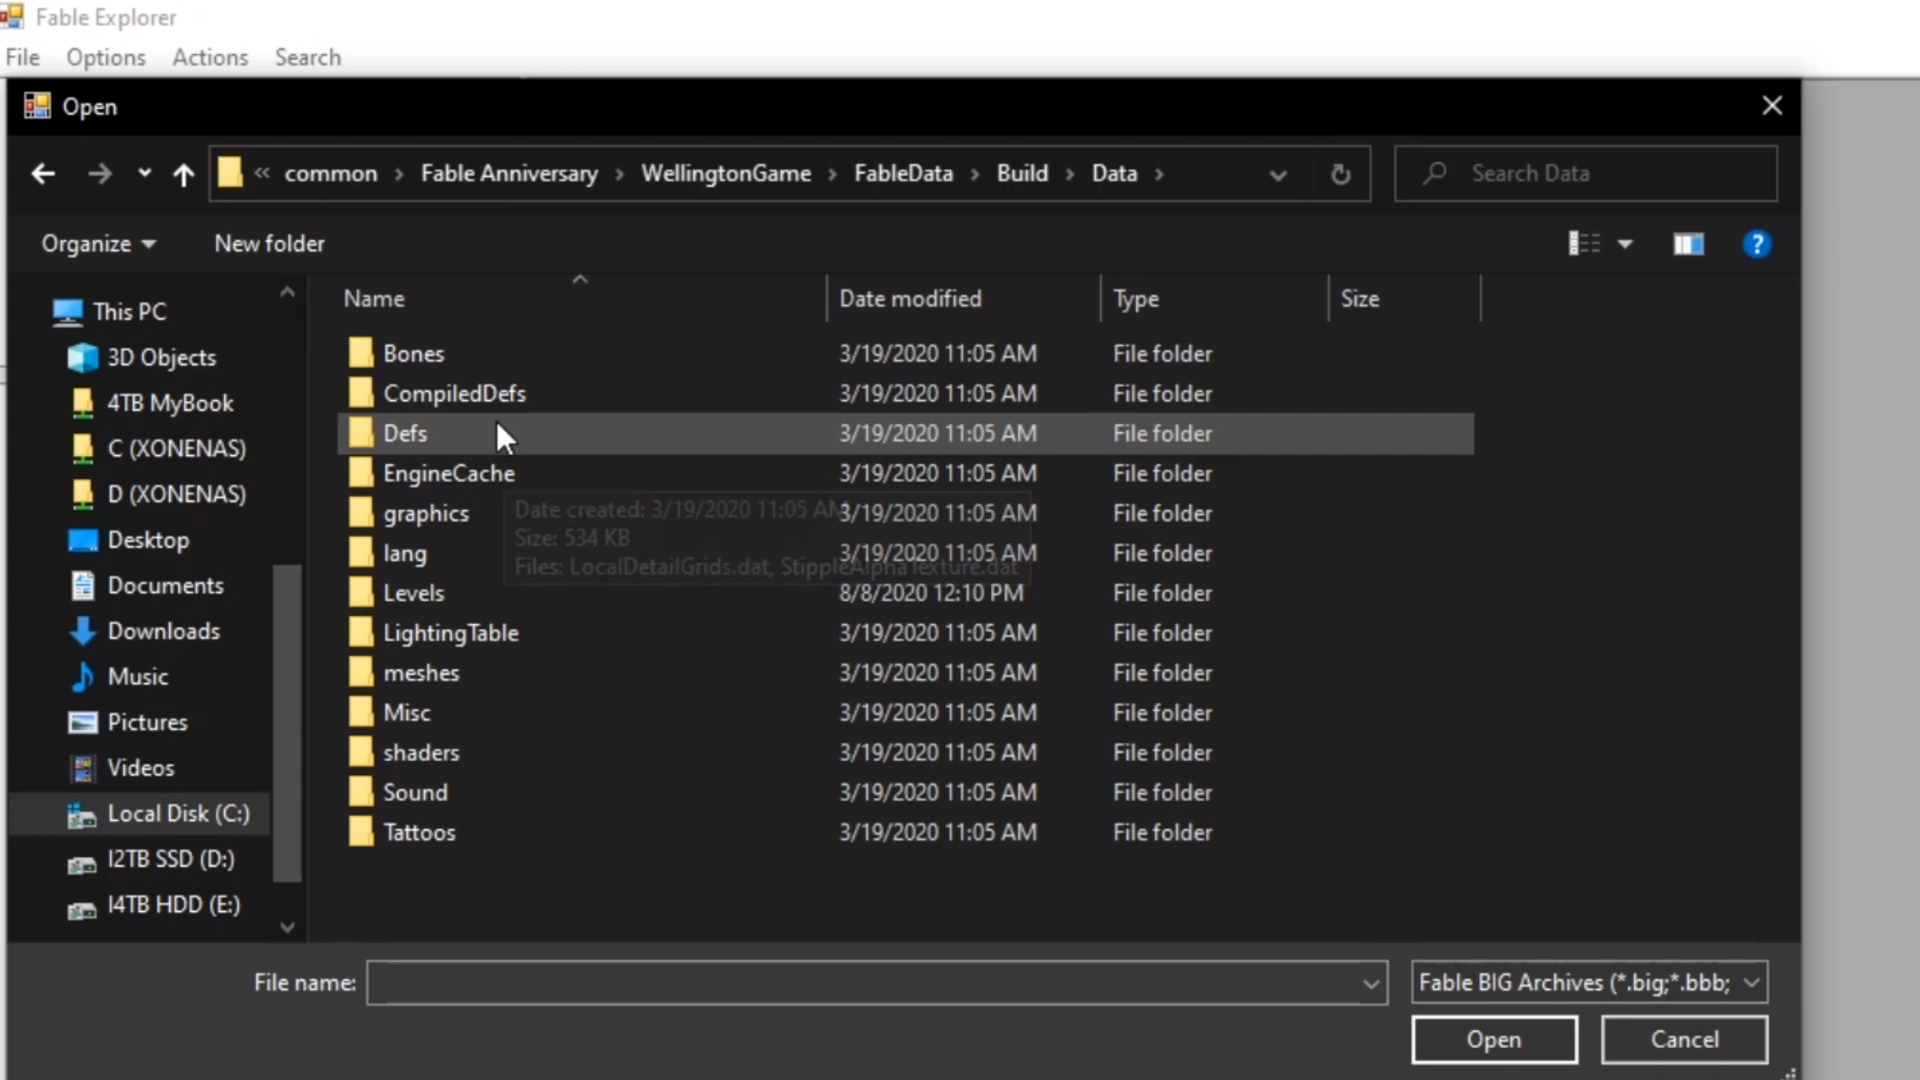 Fable Explorer
File Options Actions Search
Open
« common › Fable Anniversary › WellingtonGame › FableData › Build › Data ›
Search Data
Organize New folder
?
Name Date modified Type Size
This PC
3D Objects
4TB MyBook
C (XONENAS)
D (XONENAS)
Desktop
Documents
Downloads
Music
Pictures
Videos
Local Disk (C:)
I2TB SSD (D:)
I4TB HDD (E:)
Bones 3/19/2020 11:05 AM File folder
CompiledDefs 3/19/2020 11:05 AM File folder
Defs 3/19/2020 11:05 AM File folder
EngineCache 3/19/2020 11:05 AM File folder
graphics 3/19/2020 11:05 AM File folder
lang 3/19/2020 11:05 AM File folder
Levels 8/8/2020 12:10 PM File folder
LightingTable 3/19/2020 11:05 AM File folder
meshes 3/19/2020 11:05 AM File folder
Misc 3/19/2020 11:05 AM File folder
shaders 3/19/2020 11:05 AM File folder
Sound 3/19/2020 11:05 AM File folder
Tattoos 3/19/2020 11:05 AM File folder
Date created: 3/19/2020 11:05 AM
Size: 534 KB
Files: LocalDetailGrids.dat, StippleAlphaTexture.dat
File name:
Fable BIG Archives (*.big;*.bbb;
Open Cancel